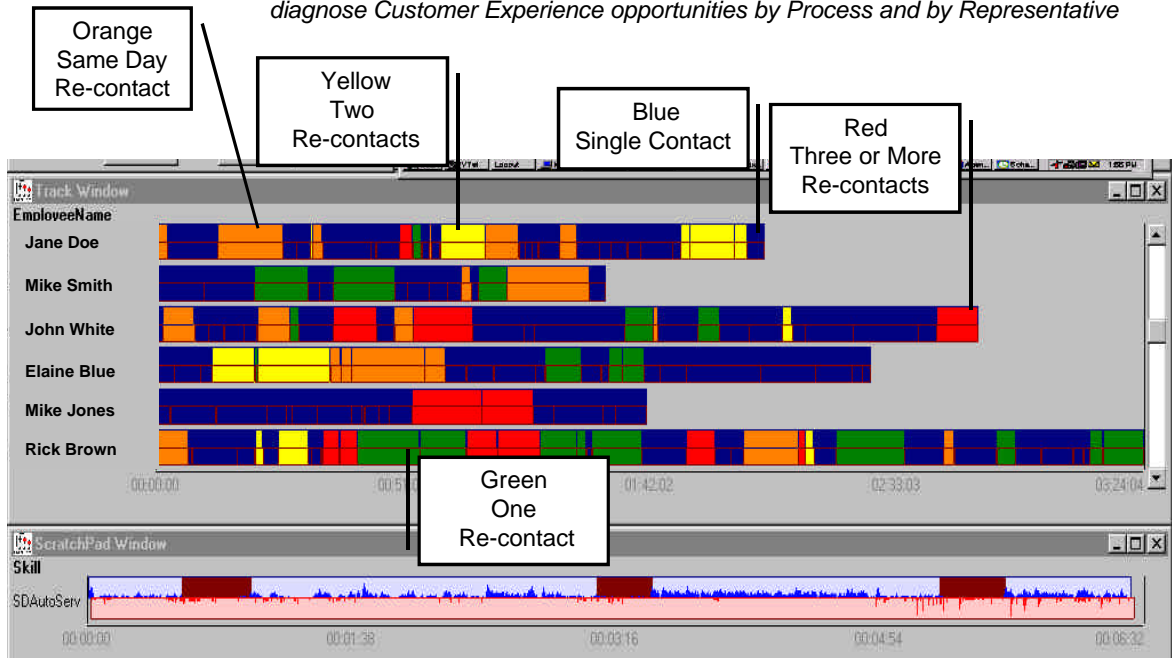 diagnose Customer Experience opportunities by Process and by Representative
Orange
Same Day
Re-contact
Yellow
Two
Re-contacts
Blue
Single Contact
Red
Three or More
Re-contacts
1:55 PM
Track Window
EmployeeName
Jane Doe
Mike Smith
John White
Elaine Blue
Mike Jones
Rick Brown
00:00:00
01:42:02
02:33:03
03:24:04
Green
One
Re-contact
ScratchPad Window
Skill
SDAutoServ
00:00:00
00:01:38
00:03:16
00:04:54
00:06:32